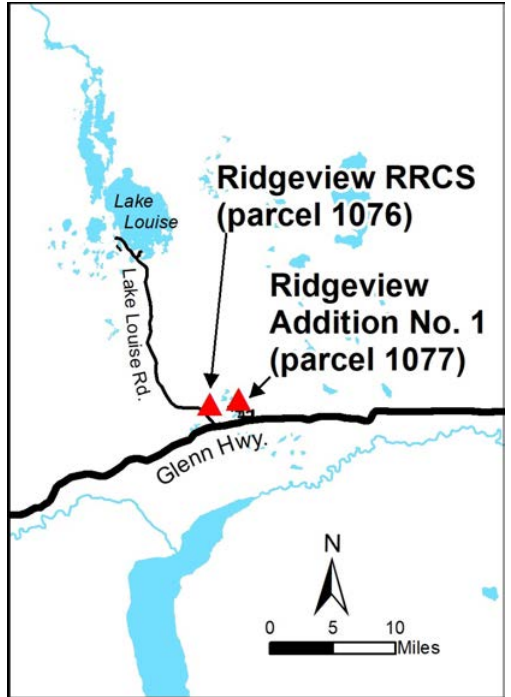 Ridgeview RRCS
(parcel 1076)
Lake
Louise
Ridgeview
Addition No. 1
(parcel 1077)
Lake Louise Rd.
Glenn Hwy.
N
0 5 10
Miles